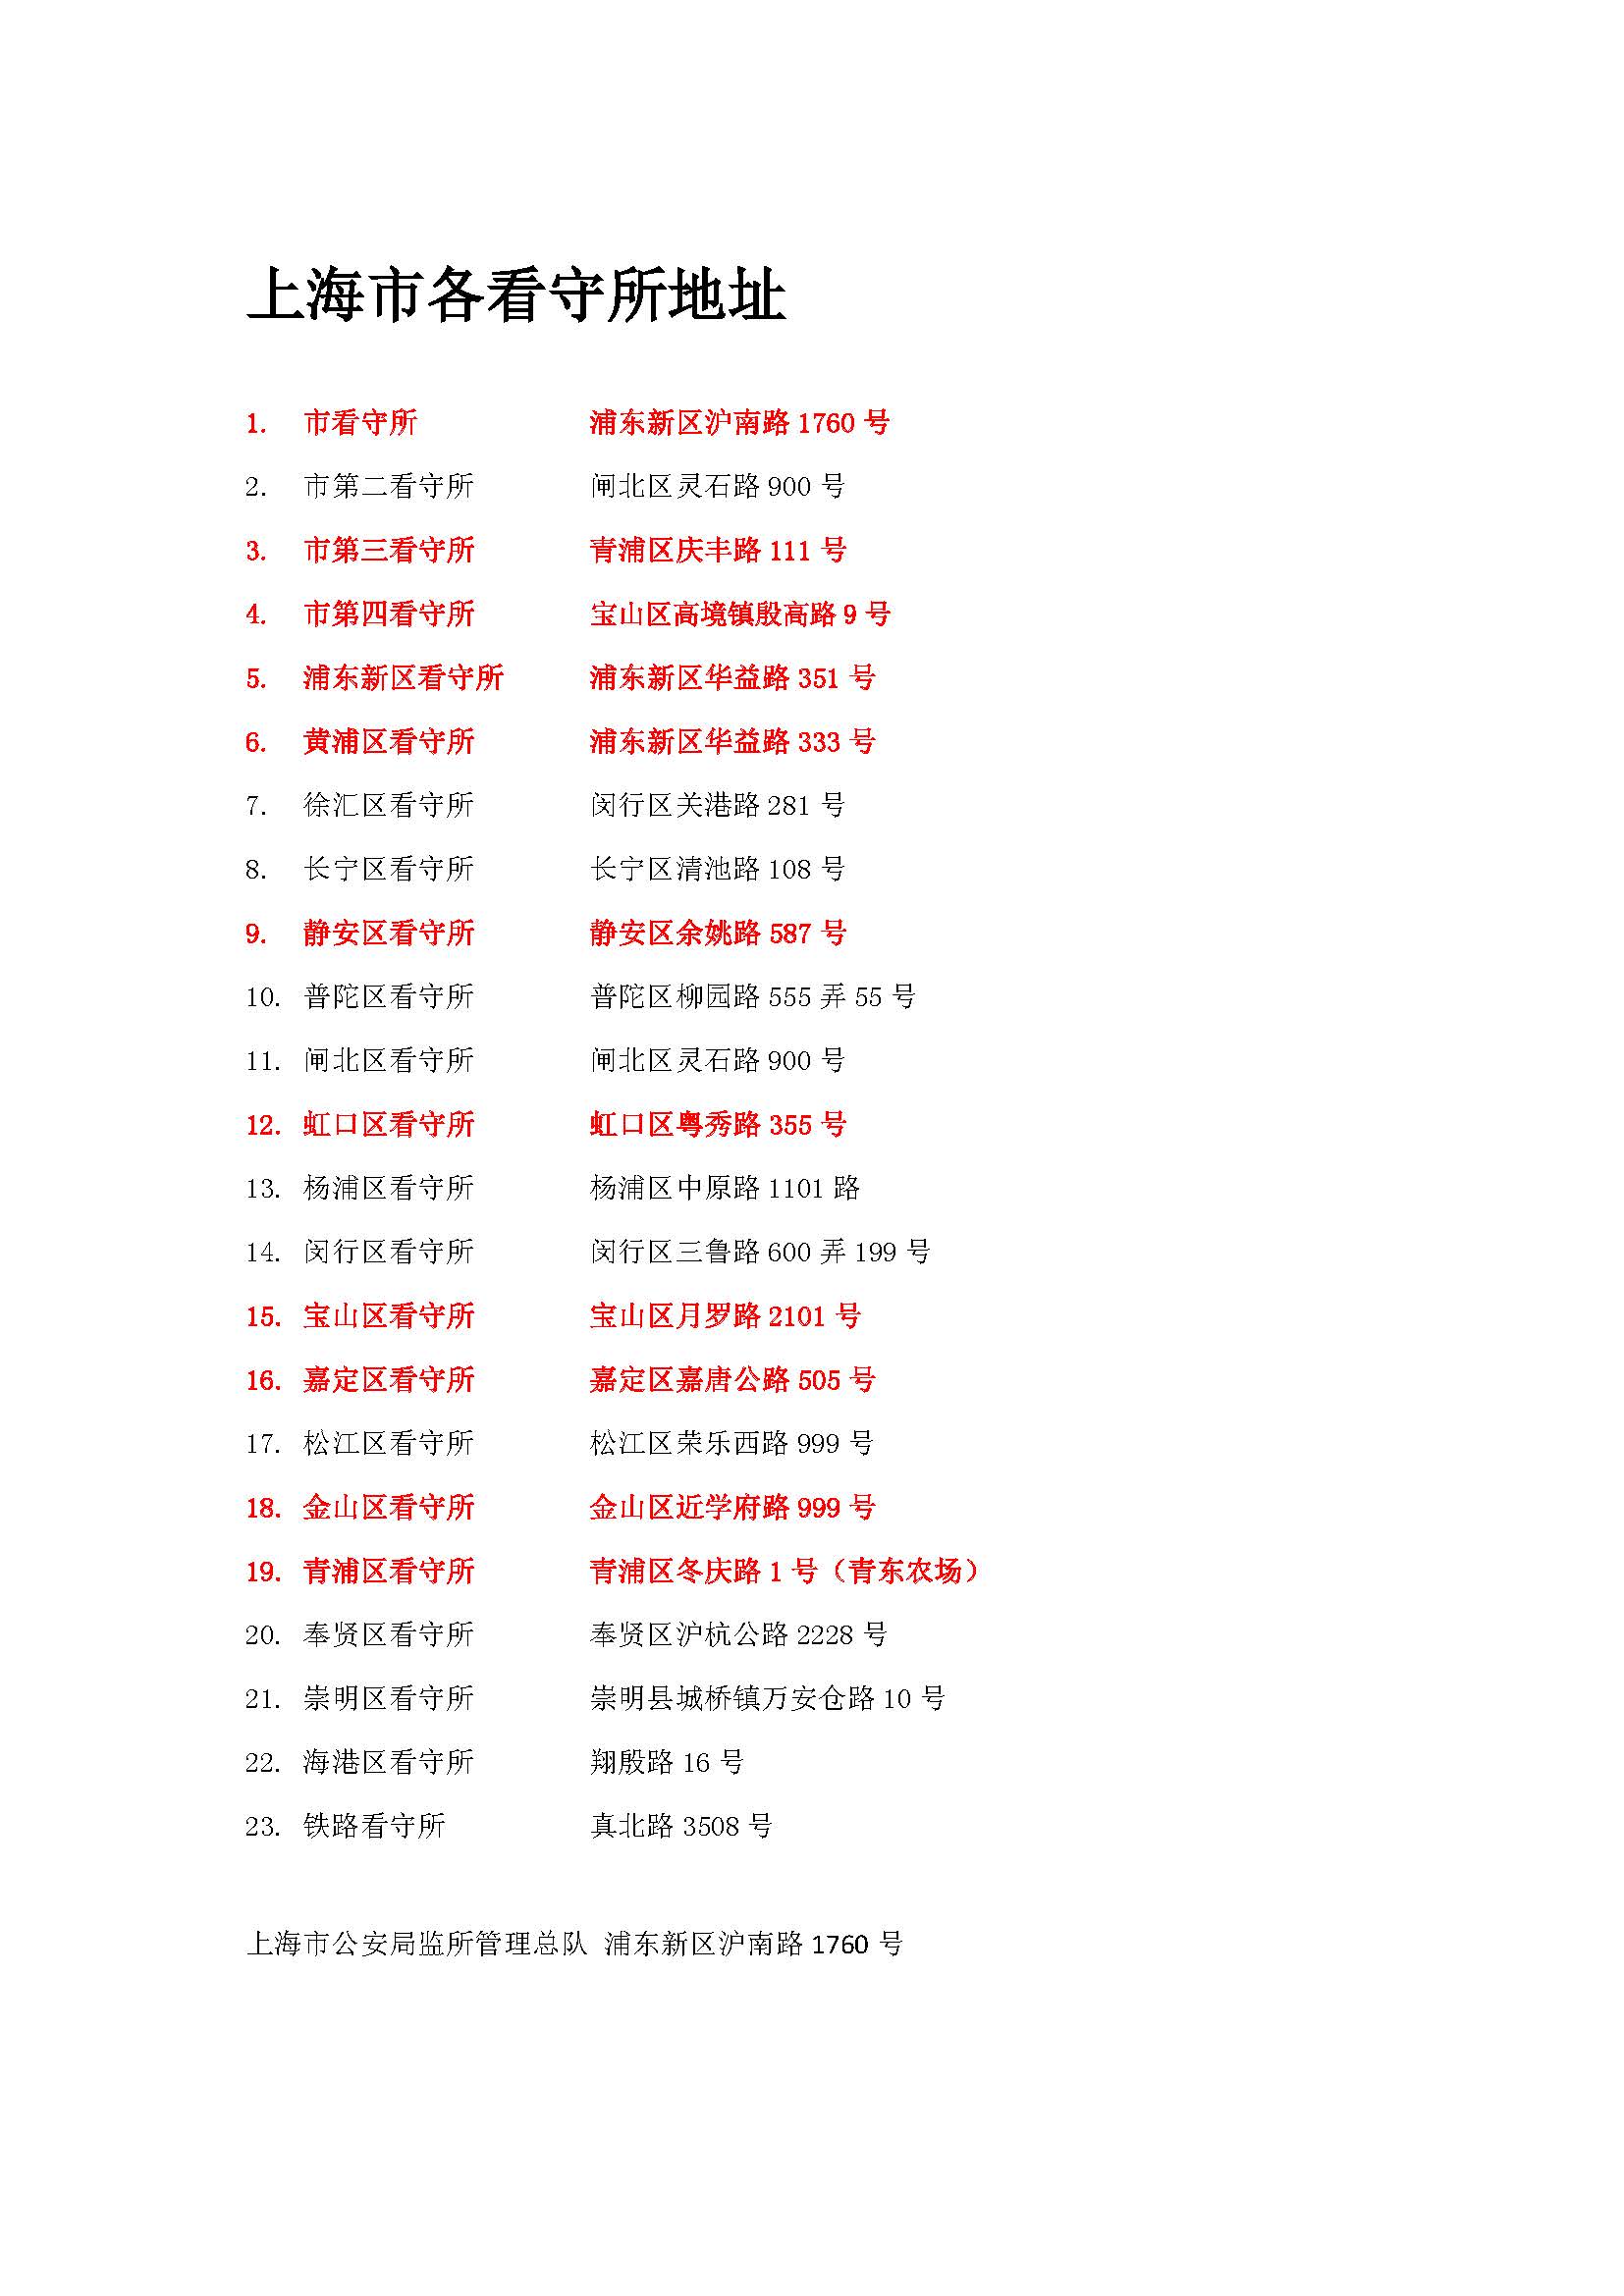 上海市各看守所地址
1. 市看守所 浦东新区沪南路 1760 号
2. 市第二看守所 闸北区灵石路 900 号
3. 市第三看守所 青浦区庆丰路 111 号
4. 市第四看守所 宝山区高境镇殷高路 9 号
5. 浦东新区看守所 浦东新区华益路 351 号
6. 黄浦区看守所 浦东新区华益路 333 号
7. 徐汇区看守所 闵行区关港路 281 号
8. 长宁区看守所 长宁区清池路 108 号
9. 静安区看守所 静安区余姚路 587 号
10. 普陀区看守所 普陀区柳园路 555 弄 55 号
11. 闸北区看守所 闸北区灵石路 900 号
12. 虹口区看守所 虹口区粤秀路 355 号
13. 杨浦区看守所 杨浦区中原路 1101 路
14. 闵行区看守所 闵行区三鲁路 600 弄 199 号
15. 宝山区看守所 宝山区月罗路 2101 号
16. 嘉定区看守所 嘉定区嘉唐公路 505 号
17. 松江区看守所 松江区荣乐西路 999 号
18. 金山区看守所 金山区近学府路 999 号
19. 青浦区看守所 青浦区冬庆路 1 号（青东农场）
20. 奉贤区看守所 奉贤区沪杭公路 2228 号
21. 崇明区看守所 崇明县城桥镇万安仓路 10 号
22. 海港区看守所 翔殷路 16 号
23. 铁路看守所 真北路 3508 号
上海市公安局监所管理总队 浦东新区沪南路 1760 号